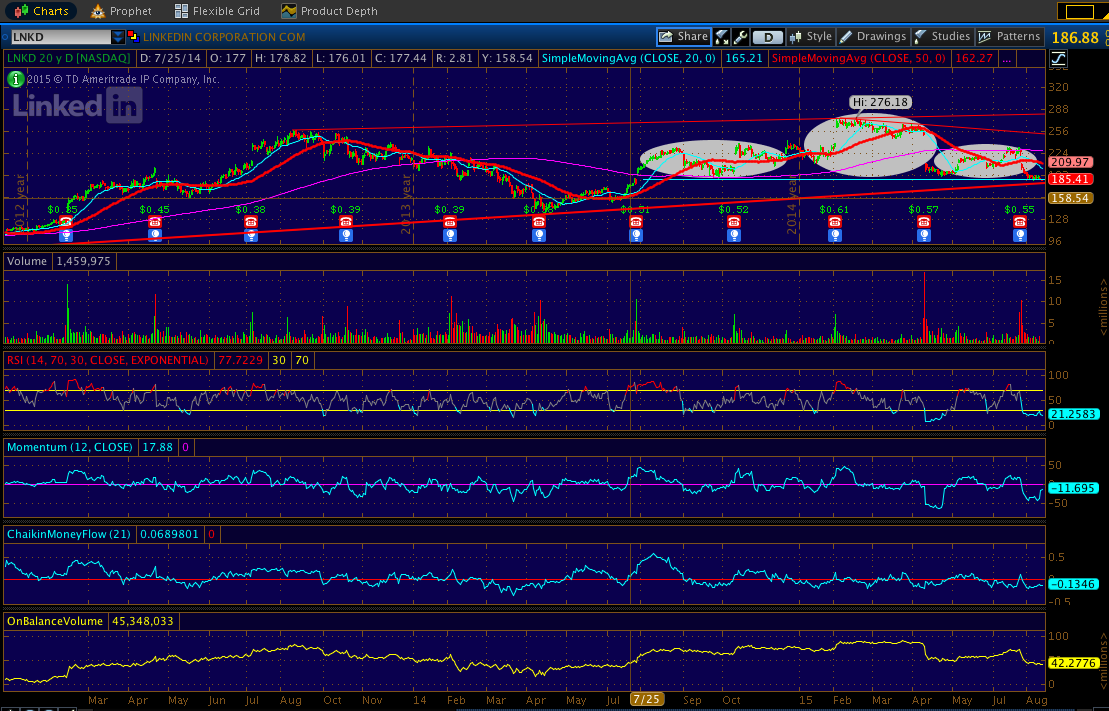 Charts Prophet Flexible Grid Product Depth
LNKD LINKEDIN CORPORATION COM Share D Style Drawings Studies Patterns 186.88
LNKD 20 y D [NASDAQ] D: 7/25/14 O: 177 H: 178.82 L: 176.01 C: 177.44 R: 2.81 Y: 158.54 SimpleMovingAvg (CLOSE, 20, 0) 165.21 SimpleMovingAvg (CLOSE, 50, 0) 162.27 ...
2015 © TD Ameritrade IP Company, Inc.
Linked in
Hi: 276.18
320
288
256
224
209.97
185.41
158.54
128
96
2012 year
2013 year
2014 year
$0.45 $0.38 $0.39 $0.39 $0.51 $0.52 $0.61 $0.57 $0.55
Volume 1,459,975
15
10
5
0
<millions>
RSI (14, 70, 30, CLOSE, EXPONENTIAL) 77.7229 30 70
100
50
21.2583
0
Momentum (12, CLOSE) 17.88 0
50
-11.695
-50
ChaikinMoneyFlow (21) 0.0689801 0
0.5
-0.1346
-0.5
OnBalanceVolume 45,348,033
100
42.2776
0
<millions>
Mar Apr May Jun Jul Aug Oct Nov 14 Feb Mar Apr May Jul 7/25 Sep Oct 15 Feb Mar Apr May Jul Aug